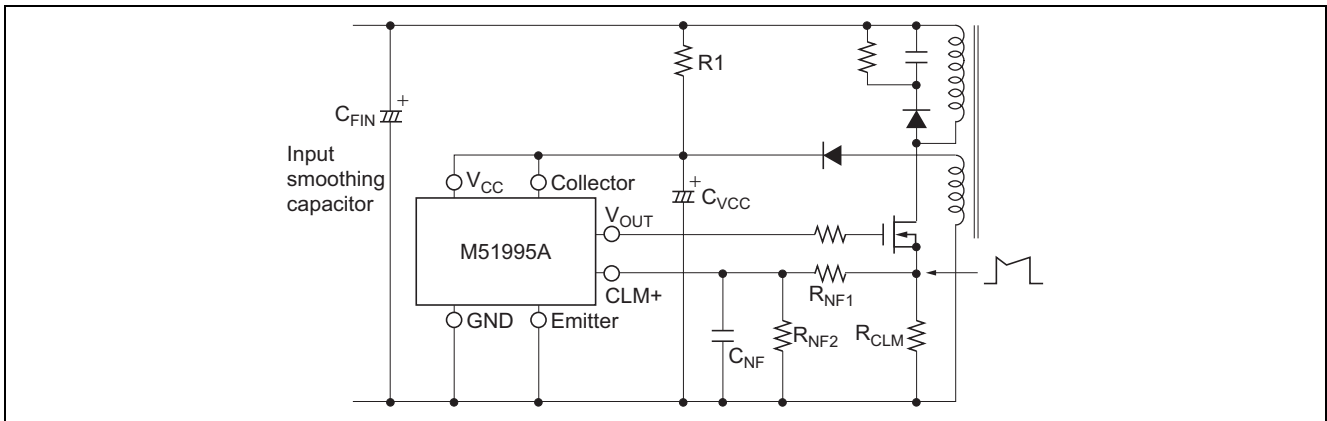 R1
C_FIN
+
Input
smoothing
capacitor
V_CC
Collector
+
C_VCC
V_OUT
M51995A
CLM+
R_NF1
GND
Emitter
C_NF
R_NF2
R_CLM